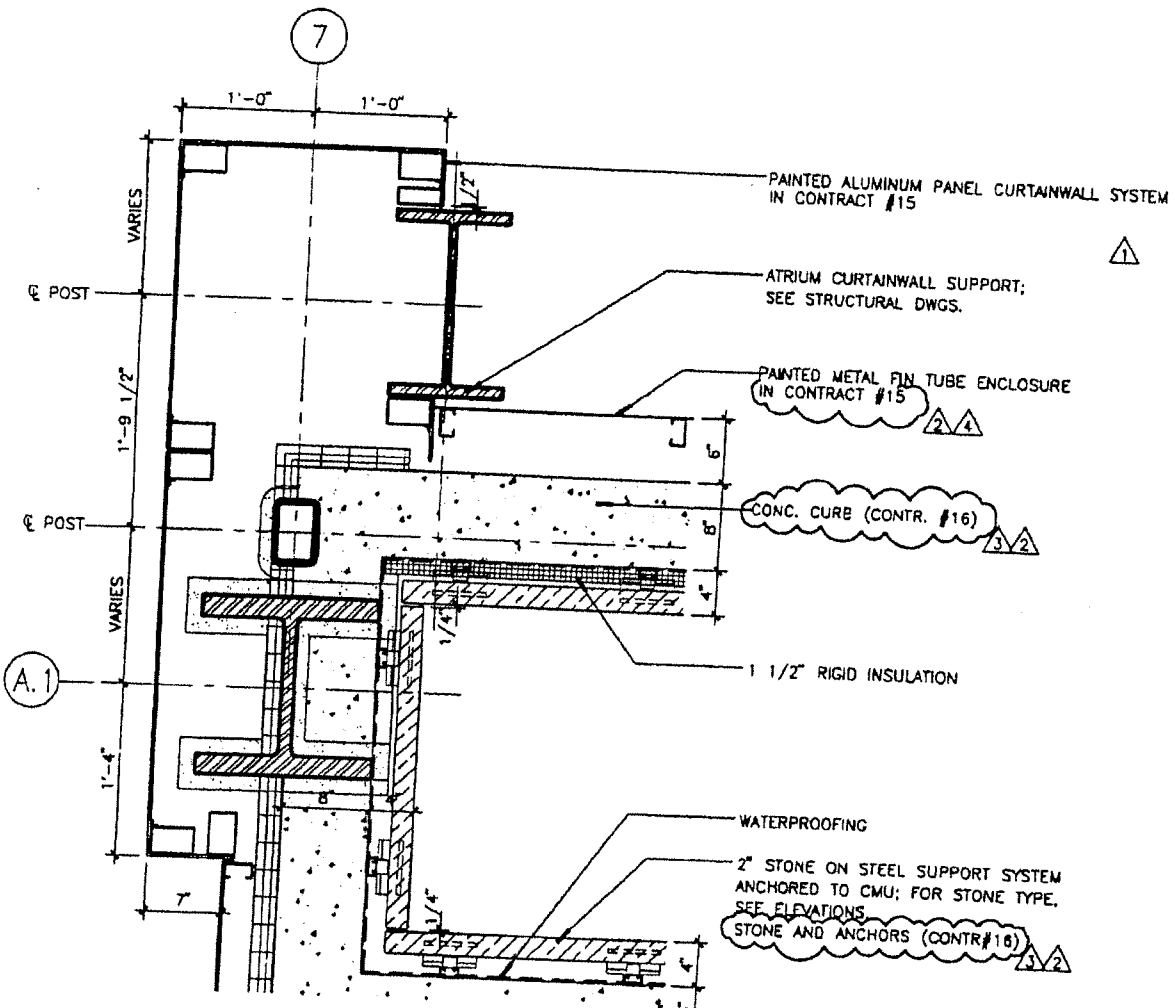 7
1'-0"
1'-0"
1/2"
PAINTED ALUMINUM PANEL CURTAINWALL SYSTEM
IN CONTRACT #15
1
VARIES
ATRIUM CURTAINWALL SUPPORT;
SEE STRUCTURAL DWGS.
℄ POST
PAINTED METAL FIN TUBE ENCLOSURE
IN CONTRACT #15
2 4
1'-9 1/2"
6"
CONC. CURB (CONTR. #16)
3 2
8"
℄ POST
4"
VARIES
1/4"
1 1/2" RIGID INSULATION
A.1
1'-4"
8"
WATERPROOFING
2" STONE ON STEEL SUPPORT SYSTEM
ANCHORED TO CMU; FOR STONE TYPE,
SEE ELEVATIONS
STONE AND ANCHORS (CONTR#16)
3 2
7"
1/4"
4"